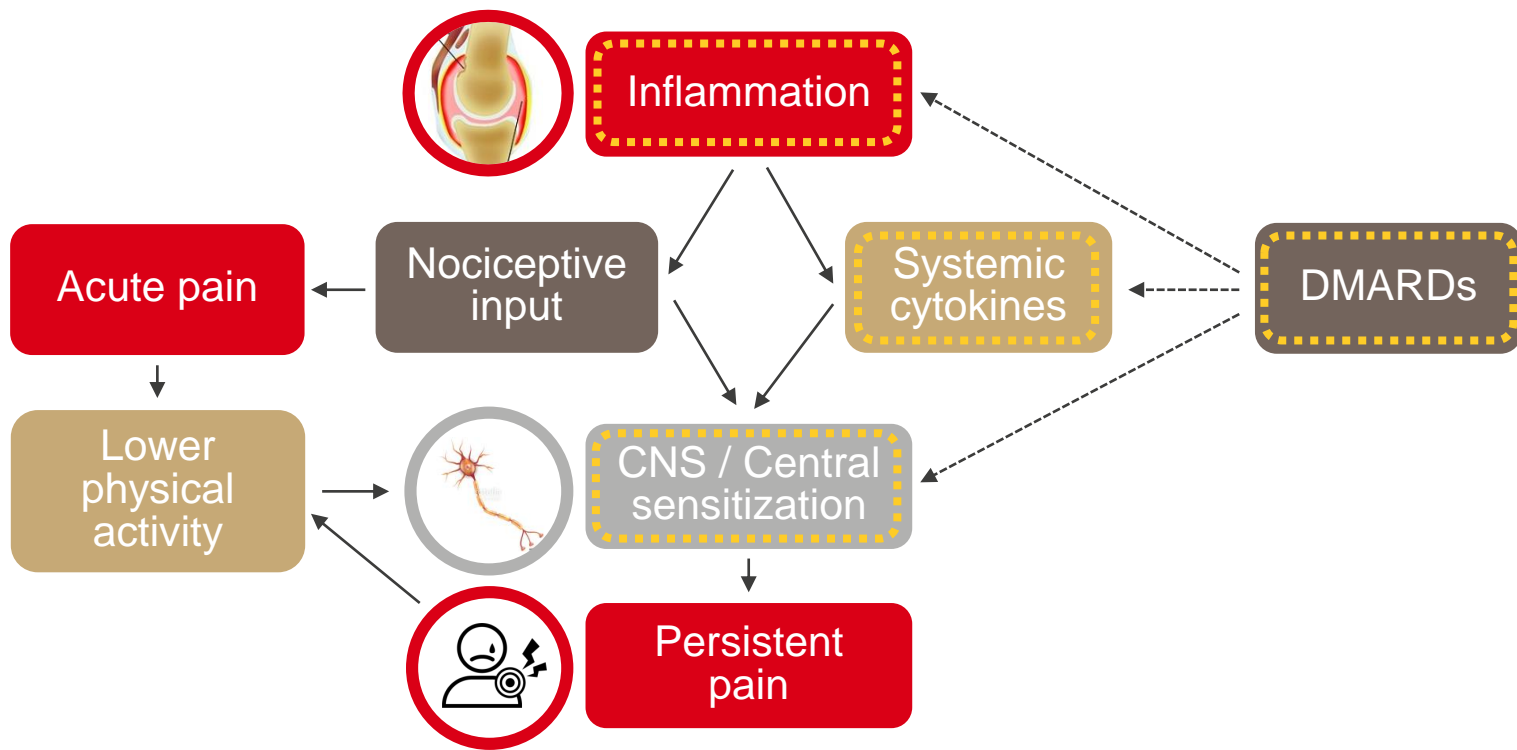 Inflammation
Acute pain
Nociceptive
input
Systemic
cytokines
DMARDs
Lower
physical
activity
CNS / Central
sensitization
Persistent
pain